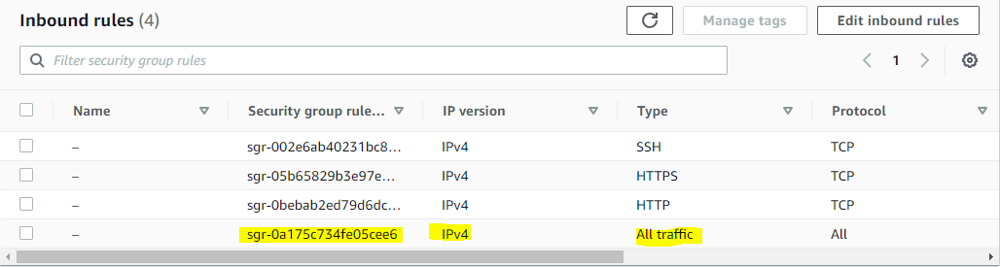 Inbound rules (4) Manage tags Edit inbound rules
Filter security group rules 1
Name Security group rule... IP version Type Protocol
– sgr-002e6ab40231bc8... IPv4 SSH TCP
– sgr-05b65829b3e97e... IPv4 HTTPS TCP
– sgr-0bebab2ed79d6dc... IPv4 HTTP TCP
– sgr-0a175c734fe05cee6 IPv4 All traffic All